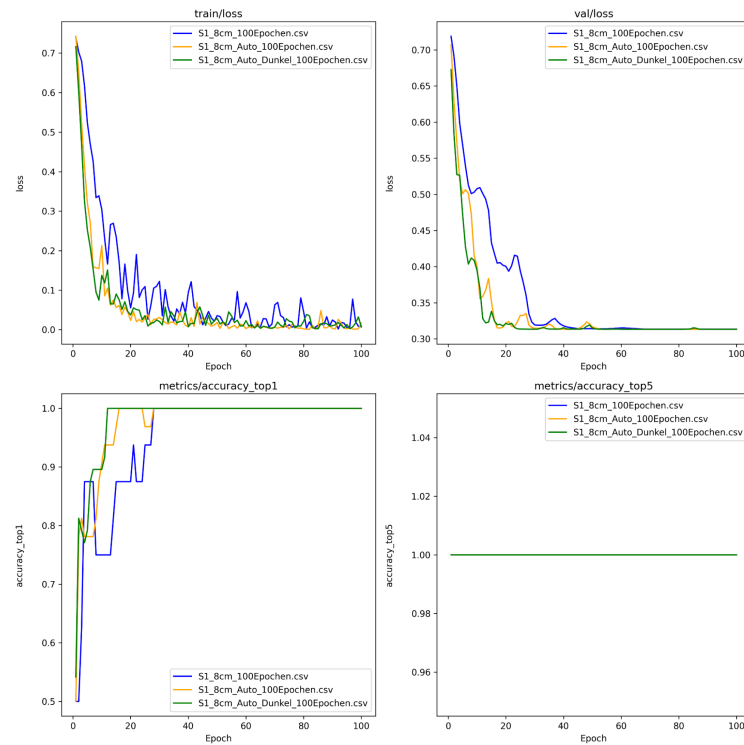 train/loss
S1_8cm_100Epochen.csv
S1_8cm_Auto_100Epochen.csv
S1_8cm_Auto_Dunkel_100Epochen.csv
0.7
0.6
0.5
0.4
0.3
0.2
0.1
0.0
loss
0 20 40 60 80 100
Epoch
val/loss
S1_8cm_100Epochen.csv
S1_8cm_Auto_100Epochen.csv
S1_8cm_Auto_Dunkel_100Epochen.csv
0.70
0.65
0.60
0.55
0.50
0.45
0.40
0.35
0.30
loss
0 20 40 60 80 100
Epoch
metrics/accuracy_top1
1.0
0.9
0.8
0.7
0.6
0.5
accuracy_top1
S1_8cm_100Epochen.csv
S1_8cm_Auto_100Epochen.csv
S1_8cm_Auto_Dunkel_100Epochen.csv
0 20 40 60 80 100
Epoch
metrics/accuracy_top5
S1_8cm_100Epochen.csv
S1_8cm_Auto_100Epochen.csv
S1_8cm_Auto_Dunkel_100Epochen.csv
1.04
1.02
1.00
0.98
0.96
accuracy_top5
0 20 40 60 80 100
Epoch